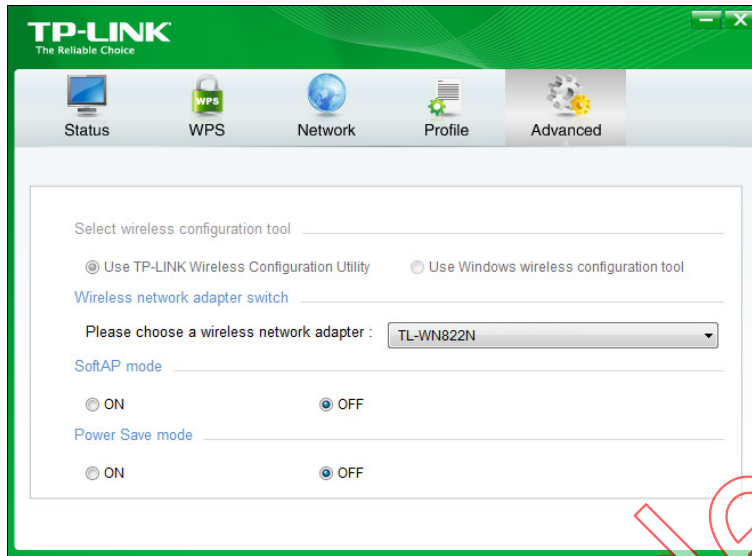 TP-LINK
The Reliable Choice
WPS
Status WPS Network Profile Advanced
Select wireless configuration tool
Use TP-LINK Wireless Configuration Utility Use Windows wireless configuration tool
Wireless network adapter switch
Please choose a wireless network adapter : TL-WN822N
SoftAP mode
ON OFF
Power Save mode
ON OFF